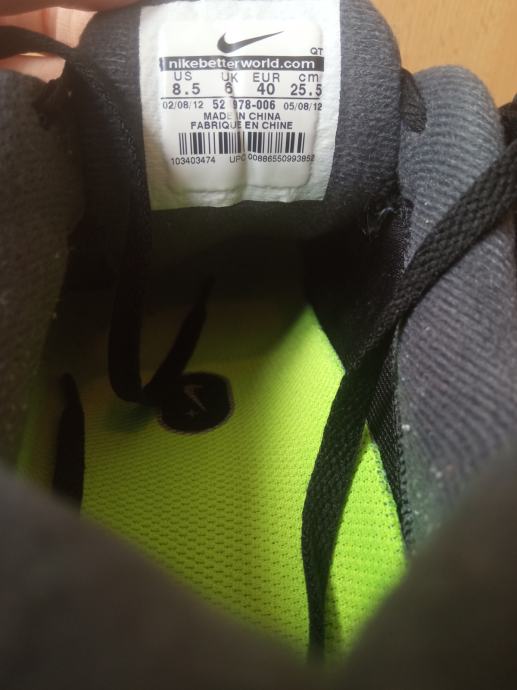 QT
nikebetterworld.com
US UK EUR cm
8.5 6 40 25.5
02/08/12 978-006 05/08/12
MADE IN CHINA
FABRIQUE EN CHINE
103403474 UPC 00886550993852